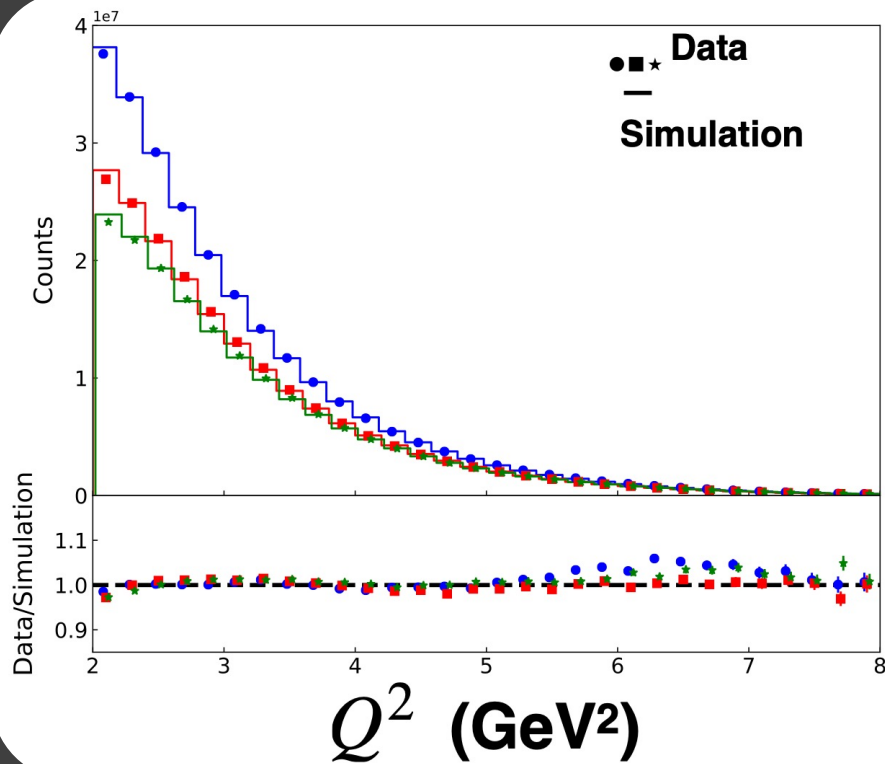 1e7
4
3
2
1
0
Counts
Data
Simulation
1.1
1.0
0.9
Data/Simulation
2 3 4 5 6 7 8
Q² (GeV²)